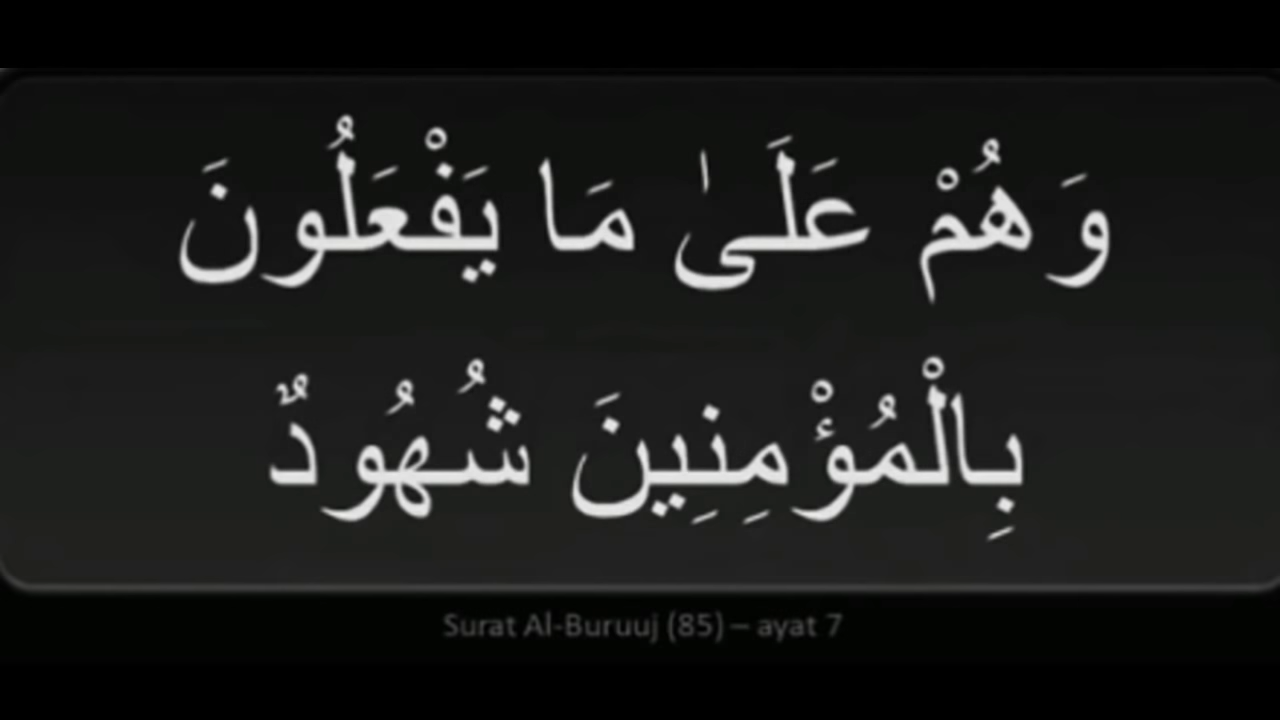 وَهُمْ عَلَىٰ مَا يَفْعَلُونَ
بِالْمُؤْمِنِينَ شُهُودٌ
Surat Al-Buruuj (85) – ayat 7